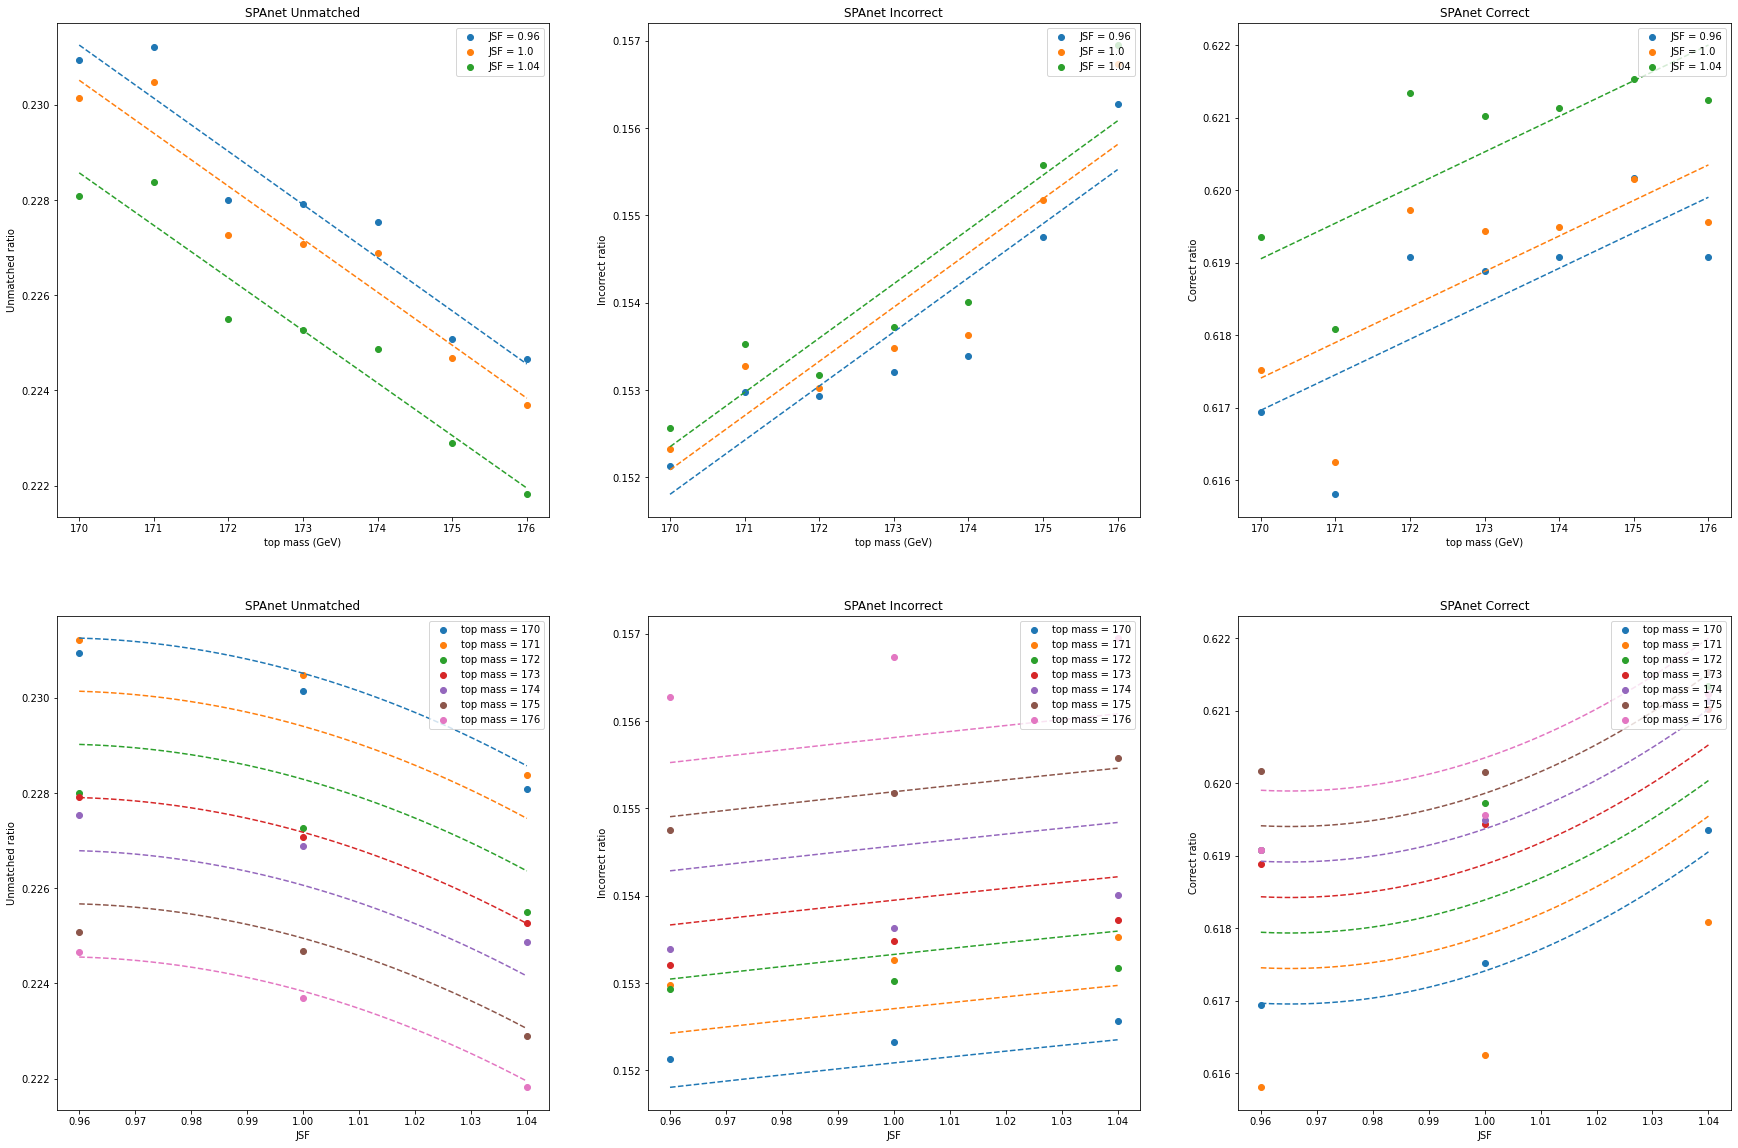 SPAnet Unmatched
SPAnet Incorrect
SPAnet Correct
JSF = 0.96
JSF = 1.0
JSF = 1.04
JSF = 0.96
JSF = 1.0
JSF = 1.04
JSF = 0.96
JSF = 1.0
JSF = 1.04
Unmatched ratio
0.230
0.228
0.226
0.224
0.222
170 171 172 173 174 175 176
top mass (GeV)
Incorrect ratio
0.157
0.156
0.155
0.154
0.153
0.152
170 171 172 173 174 175 176
top mass (GeV)
Correct ratio
0.622
0.621
0.620
0.619
0.618
0.617
0.616
170 171 172 173 174 175 176
top mass (GeV)
SPAnet Unmatched
SPAnet Incorrect
SPAnet Correct
top mass = 170
top mass = 171
top mass = 172
top mass = 173
top mass = 174
top mass = 175
top mass = 176
top mass = 170
top mass = 171
top mass = 172
top mass = 173
top mass = 174
top mass = 175
top mass = 176
top mass = 170
top mass = 171
top mass = 172
top mass = 173
top mass = 174
top mass = 175
top mass = 176
Unmatched ratio
0.230
0.228
0.226
0.224
0.222
0.96 0.97 0.98 0.99 1.00 1.01 1.02 1.03 1.04
JSF
Incorrect ratio
0.157
0.156
0.155
0.154
0.153
0.152
0.96 0.97 0.98 0.99 1.00 1.01 1.02 1.03 1.04
JSF
Correct ratio
0.622
0.621
0.620
0.619
0.618
0.617
0.616
0.96 0.97 0.98 0.99 1.00 1.01 1.02 1.03 1.04
JSF